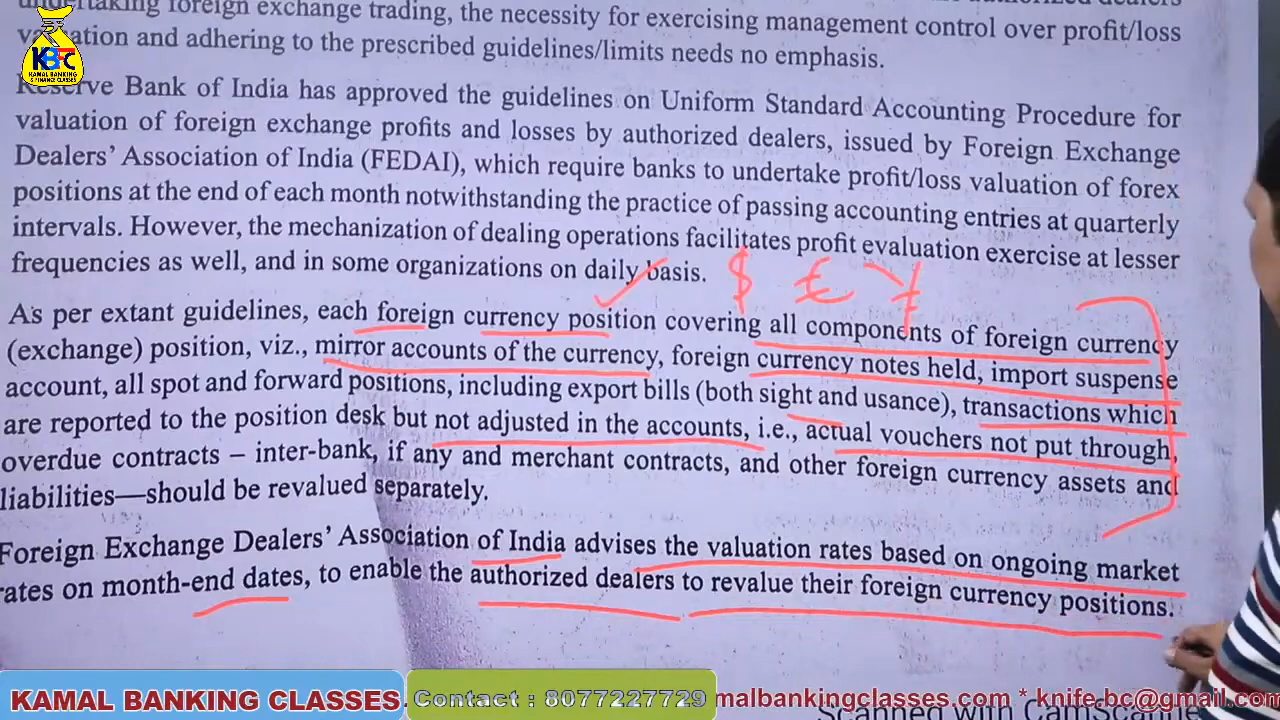 undertaking foreign exchange trading, the necessity for exercising management control over profit/loss
and adhering to the prescribed guidelines/limits needs no emphasis.
KBFC
KAMAL BANKING
& FINANCE CLASSES
Reserve Bank of India has approved the guidelines on Uniform Standard Accounting Procedure for
valuation of foreign exchange profits and losses by authorized dealers, issued by Foreign Exchange
Dealers' Association of India (FEDAI), which require banks to undertake profit/loss valuation of forex
positions at the end of each month notwithstanding the practice of passing accounting entries at quarterly
intervals. However, the mechanization of dealing operations facilitates profit evaluation exercise at lesser
frequencies as well, and in some organizations on daily basis.
$ € ¥
As per extant guidelines, each foreign currency position covering all components of foreign currency
(exchange) position, viz., mirror accounts of the currency, foreign currency notes held, import suspense
account, all spot and forward positions, including export bills (both sight and usance), transactions which
are reported to the position desk but not adjusted in the accounts, i.e., actual vouchers not put through,
overdue contracts – inter-bank, if any and merchant contracts, and other foreign currency assets and
liabilities—should be revalued separately.
Foreign Exchange Dealers' Association of India advises the valuation rates based on ongoing market
rates on month-end dates, to enable the authorized dealers to revalue their foreign currency positions.
KAMAL BANKING CLASSES. Contact : 8077227729 malbankingclasses.com * knife.bc@gmail.com
Scanned with CamScanne